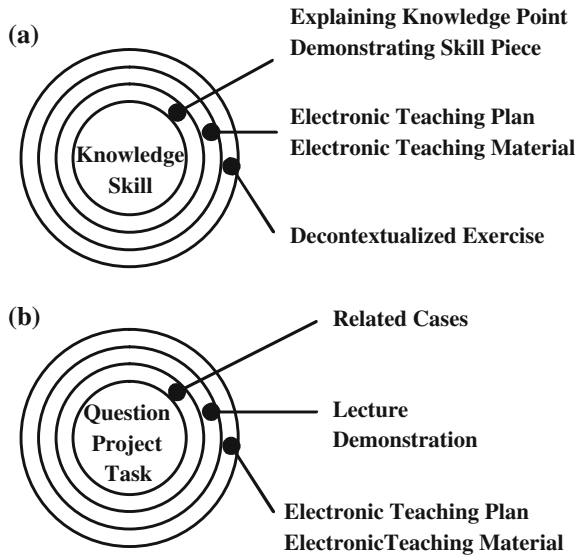 (a)
Explaining Knowledge Point
Demonstrating Skill Piece
Electronic Teaching Plan
Electronic Teaching Material
Knowledge
Skill
Decontextualized Exercise
(b)
Related Cases
Question
Project
Task
Lecture
Demonstration
Electronic Teaching Plan
ElectronicTeaching Material